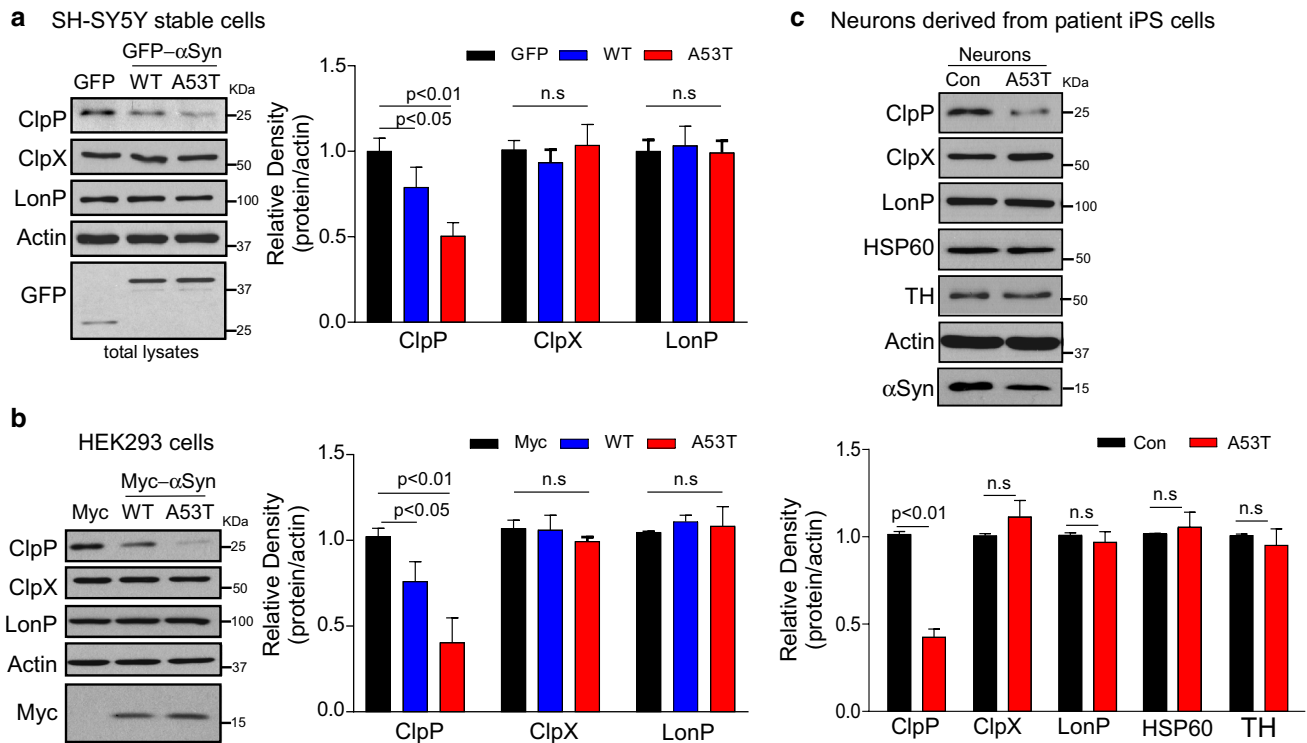 a SH-SY5Y stable cells
GFP–αSyn
GFP WT A53T
KDa
ClpP 25
ClpX 50
LonP 100
Actin 37
GFP 37
25
total lysates
GFP WT A53T
Relative Density
(protein/actin)
1.5
1.0
0.5
0.0
p<0.01
p<0.05
n.s
n.s
ClpP ClpX LonP
b
HEK293 cells
Myc–αSyn
Myc WT A53T
KDa
ClpP 25
ClpX 50
LonP 100
Actin 37
Myc 15
Myc WT A53T
Relative Density
(protein/actin)
1.5
1.0
0.5
0.0
p<0.01
p<0.05
n.s
n.s
ClpP ClpX LonP
c Neurons derived from patient iPS cells
Neurons
Con A53T
KDa
ClpP 25
ClpX 50
LonP 100
HSP60 50
TH 50
Actin 37
αSyn 15
Con A53T
Relative Density
(protein/actin)
1.5
1.0
0.5
1.0
p<0.01
n.s
n.s
n.s
n.s
ClpP ClpX LonP HSP60 TH